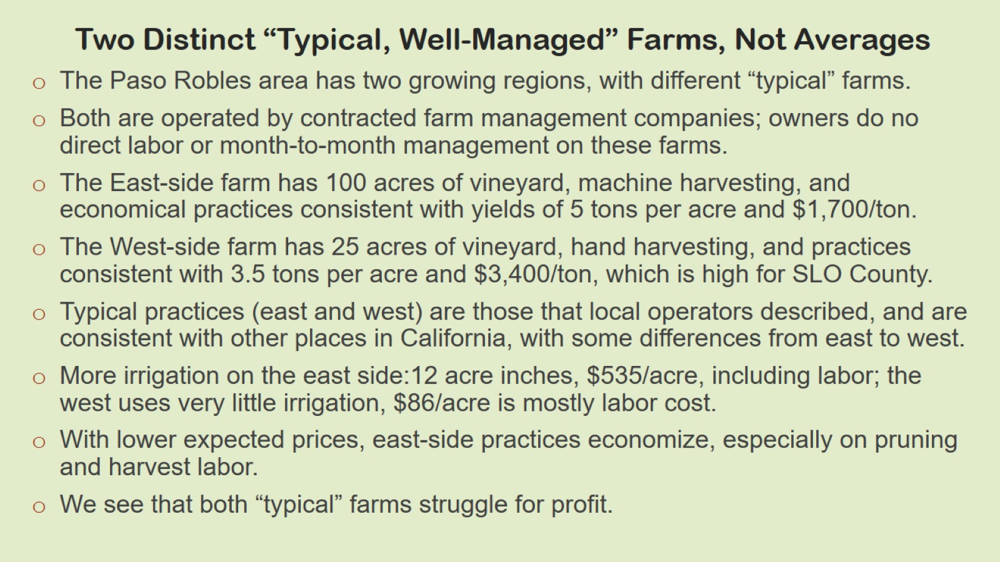 Two Distinct “Typical, Well-Managed” Farms, Not Averages
o The Paso Robles area has two growing regions, with different “typical” farms.
o Both are operated by contracted farm management companies; owners do no
direct labor or month-to-month management on these farms.
o The East-side farm has 100 acres of vineyard, machine harvesting, and
economical practices consistent with yields of 5 tons per acre and $1,700/ton.
o The West-side farm has 25 acres of vineyard, hand harvesting, and practices
consistent with 3.5 tons per acre and $3,400/ton, which is high for SLO County.
o Typical practices (east and west) are those that local operators described, and are
consistent with other places in California, with some differences from east to west.
o More irrigation on the east side:12 acre inches, $535/acre, including labor; the
west uses very little irrigation, $86/acre is mostly labor cost.
o With lower expected prices, east-side practices economize, especially on pruning
and harvest labor.
o We see that both “typical” farms struggle for profit.